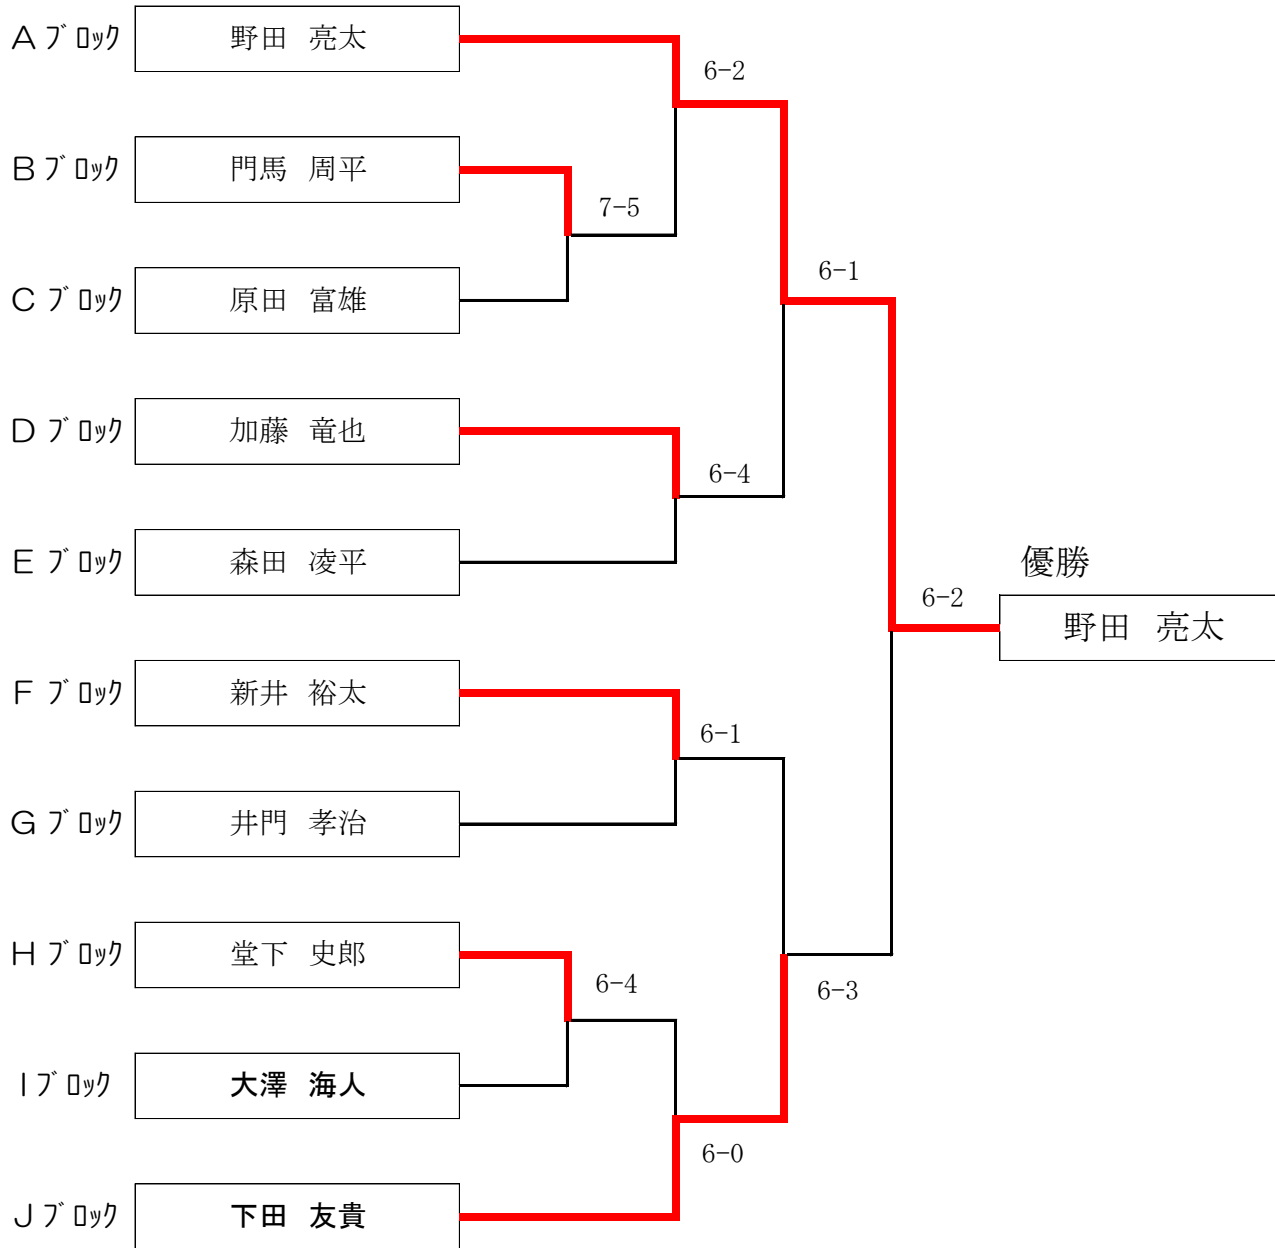 Aブロック 野田 亮太
6-2
Bブロック 門馬 周平
7-5
Cブロック 原田 富雄
6-1
Dブロック 加藤 竜也
6-4
Eブロック 森田 凌平
優勝
6-2
野田 亮太
Fブロック 新井 裕太
6-1
Gブロック 井門 孝治
Hブロック 堂下 史郎
6-4
6-3
Iブロック 大澤 海人
6-0
Jブロック 下田 友貴